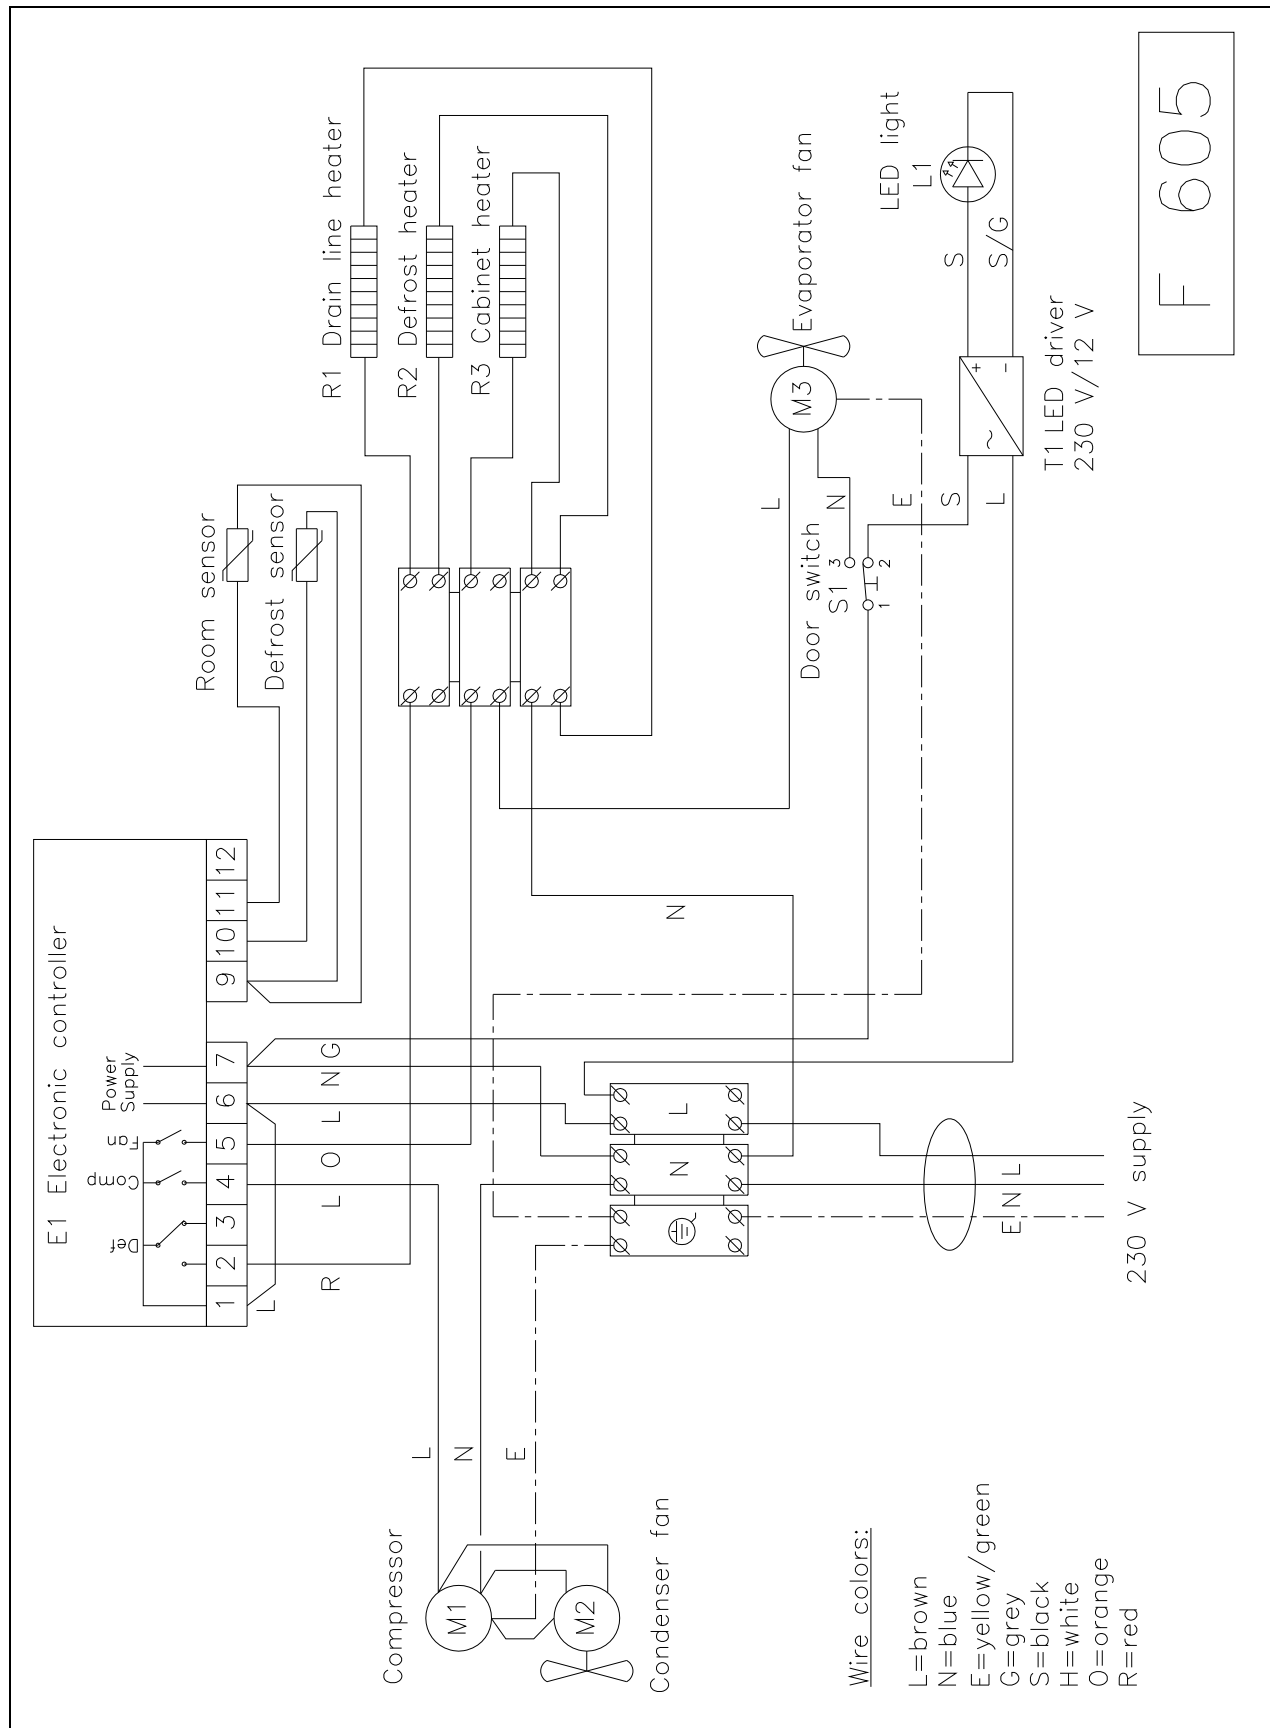 E1 Electronic controller
Def
Comp
Fan
Power
Supply
1
2
3
4
5
6
7
9
10
11
12
L
R
L
O
L
N
G
Room sensor
Defrost sensor
R1 Drain line heater
R2 Defrost heater
R3 Cabinet heater
Compressor
M1
M2
Condenser fan
L
N
E
L
N
N
L
N
E
S
L
Door switch
S1
3
1
2
M3
Evaporator fan
LED light
L1
S
S/G
+
-
~
T1 LED driver
230 V/12 V
E N L
230 V supply
Wire colors:
L=brown
N=blue
E=yellow/green
G=grey
S=black
H=white
O=orange
R=red
F 605